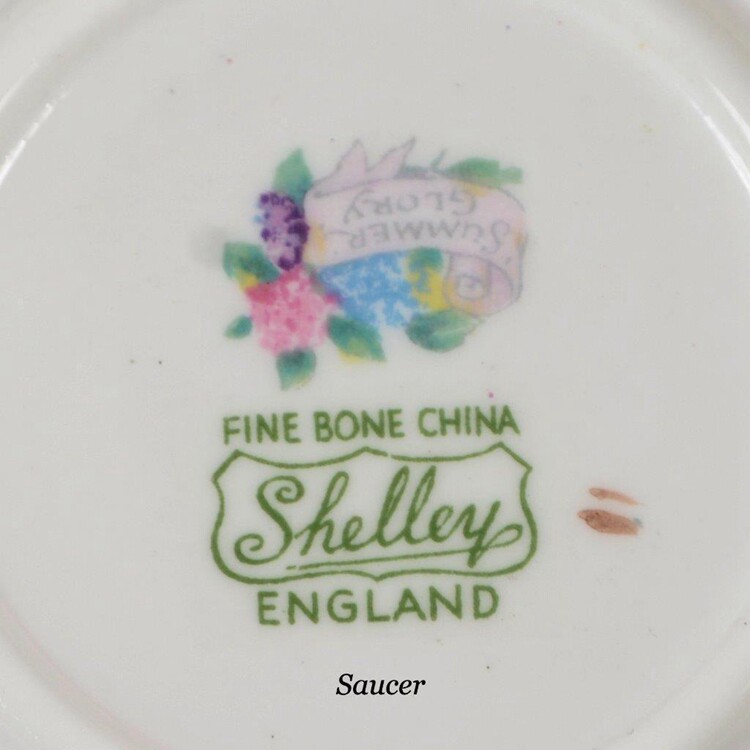 SUMMER
GLORY
FINE BONE CHINA
Shelley
ENGLAND
Saucer